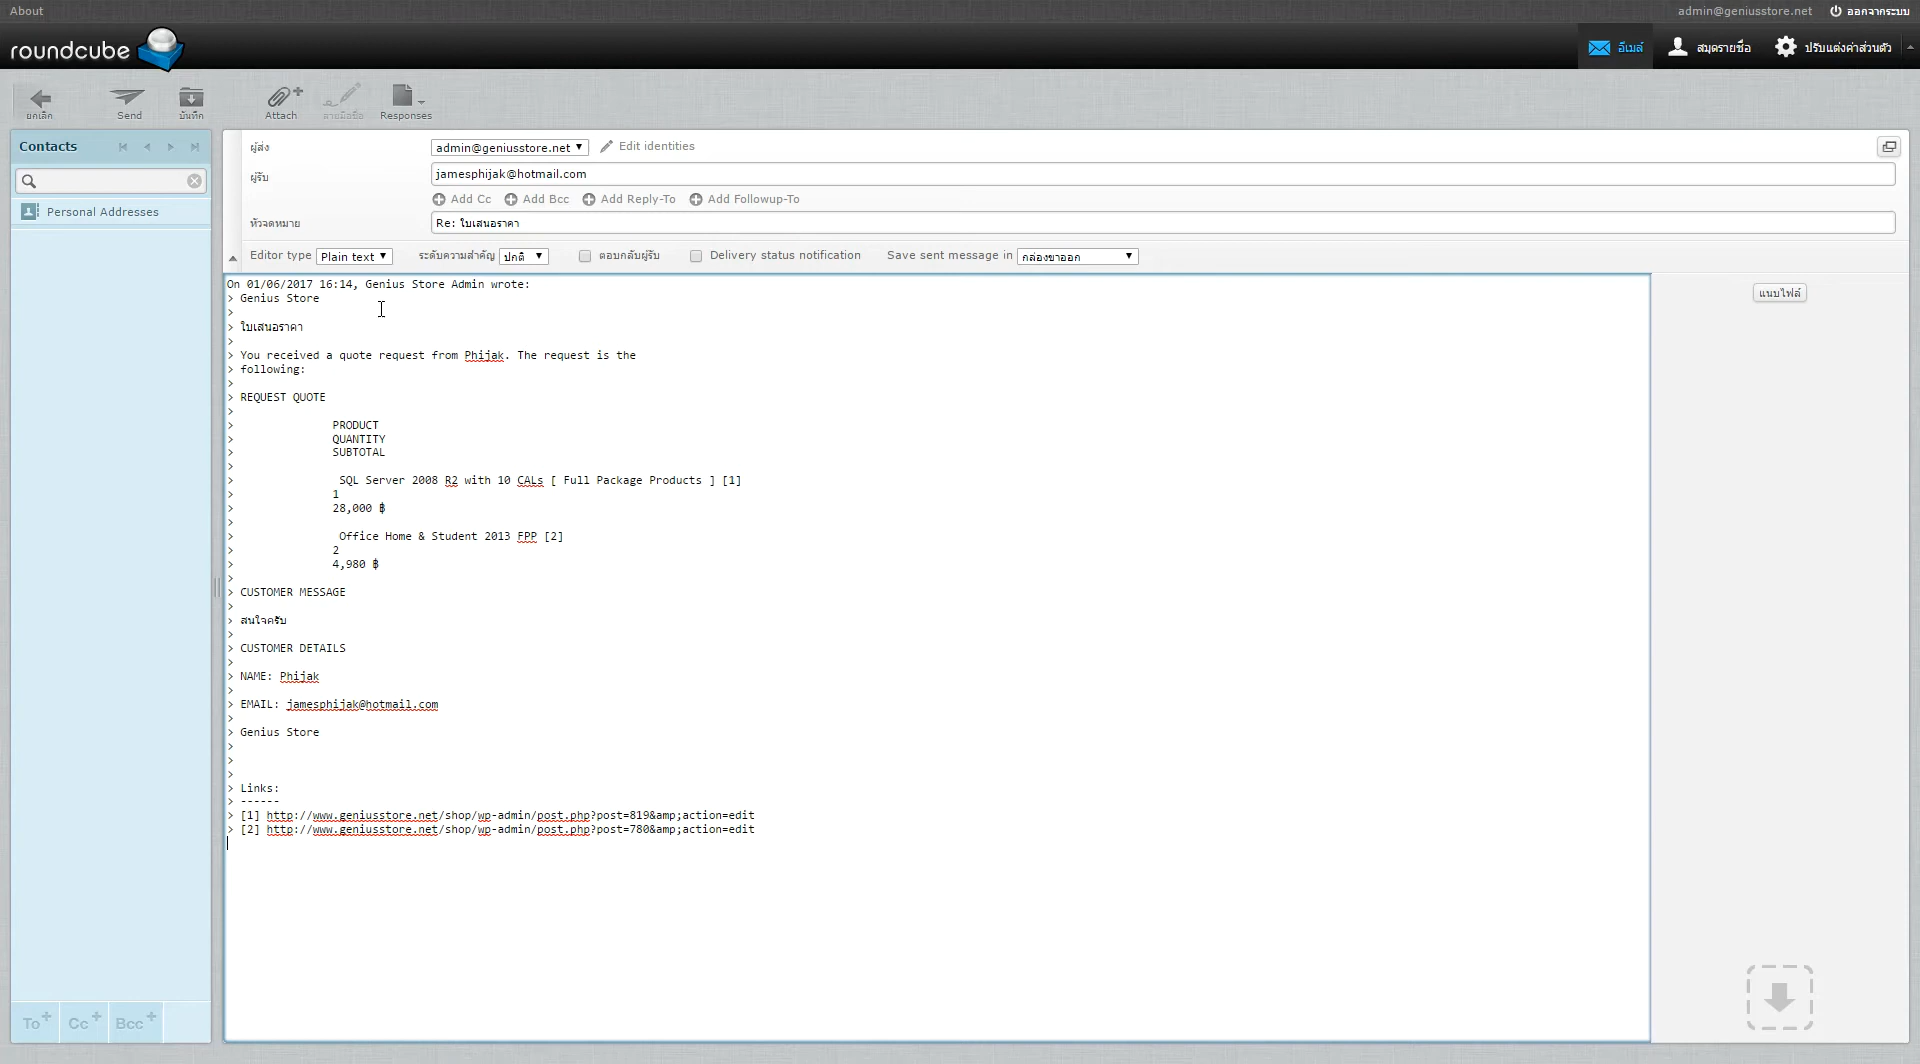 About
admin@geniusstore.net ออกจากระบบ
roundcube
อีเมล์ สมุดรายชื่อ ปรับแต่งค่าส่วนตัว
ยกเลิก Send บันทึก Attach ลายมือชื่อ Responses
Contacts
Personal Addresses
ผู้ส่ง admin@geniusstore.net Edit identities
ผู้รับ jamesphijak@hotmail.com
Add Cc Add Bcc Add Reply-To Add Followup-To
หัวจดหมาย Re: ใบเสนอราคา
Editor type Plain text ระดับความสำคัญ ปกติ ตอบกลับผู้รับ Delivery status notification Save sent message in กล่องขาออก
แนบไฟล์
On 01/06/2017 16:14, Genius Store Admin wrote:
> Genius Store
>
> ใบเสนอราคา
>
> You received a quote request from Phijak. The request is the
> following:
>
> REQUEST QUOTE
>
> PRODUCT
> QUANTITY
> SUBTOTAL
>
> SQL Server 2008 R2 with 10 CALs [ Full Package Products ] [1]
> 1
> 28,000 ฿
>
> Office Home & Student 2013 FPP [2]
> 2
> 4,980 ฿
>
> CUSTOMER MESSAGE
>
> สนใจครับ
>
> CUSTOMER DETAILS
>
> NAME: Phijak
>
> EMAIL: jamesphijak@hotmail.com
>
> Genius Store
>
>
>
> Links:
> ------
> [1] http://www.geniusstore.net/shop/wp-admin/post.php?post=819&amp;action=edit
> [2] http://www.geniusstore.net/shop/wp-admin/post.php?post=780&amp;action=edit
To+ Cc+ Bcc+